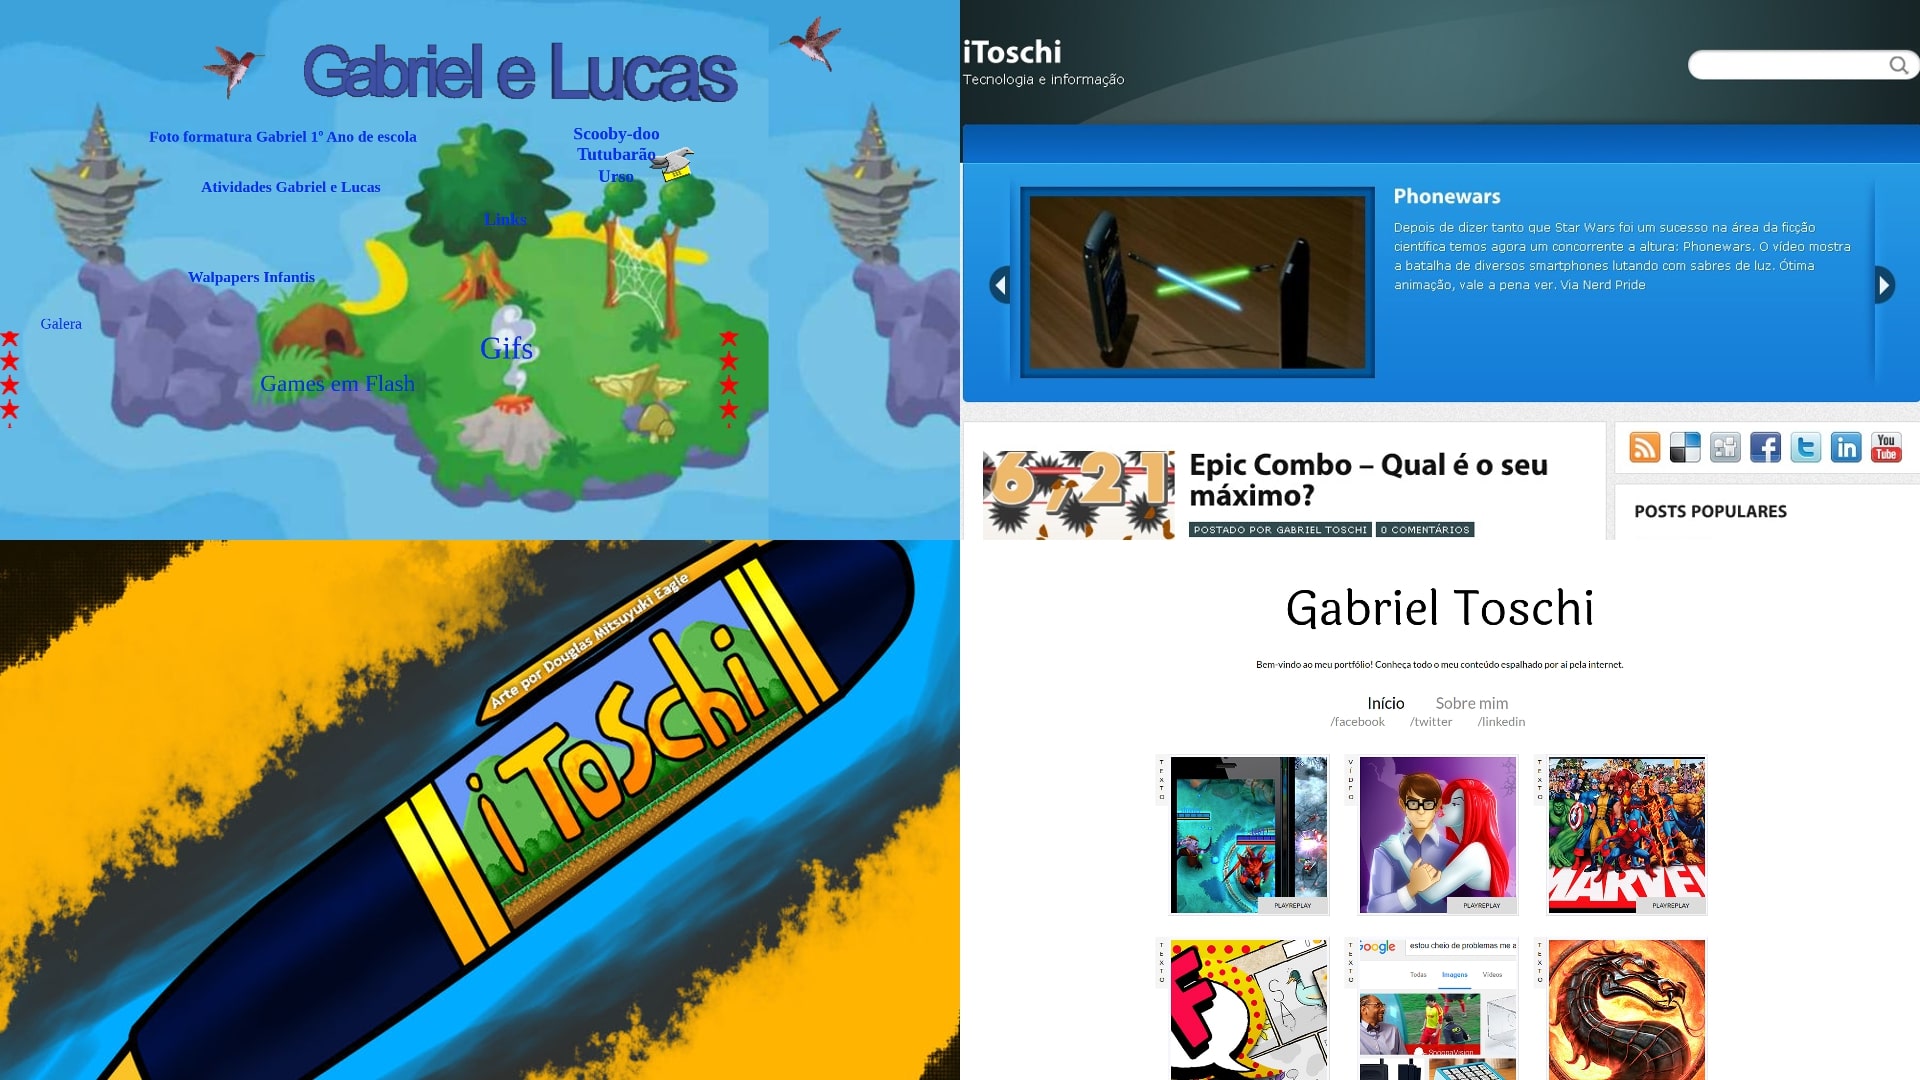 Gabriel e Lucas
Foto formatura Gabriel 1º Ano de escola
Scooby-doo
Tutubarão
Urso
Atividades Gabriel e Lucas
Links
Walpapers Infantis
Galera
Gifs
Games em Flash
iToschi
Tecnologia e informação
Phonewars
Depois de dizer tanto que Star Wars foi um sucesso na área da ficção
científica temos agora um concorrente a altura: Phonewars. O vídeo mostra
a batalha de diversos smartphones lutando com sabres de luz. Ótima
animação, vale a pena ver. Via Nerd Pride
6,21
Epic Combo – Qual é o seu
máximo?
POSTADO POR GABRIEL TOSCHI 0 COMENTÁRIOS
You
Tube
POSTS POPULARES
Arte por Douglas Mitsuyuki Eagle
iToschi
Gabriel Toschi
Bem-vindo ao meu portfólio! Conheça todo o meu conteúdo espalhado por ai pela internet.
Início Sobre mim
/facebook /twitter /linkedin
TEXTO
PLAYREPLAY
VÍDEO
PLAYREPLAY
TEXTO
MARVEL
PLAYREPLAY
TEXTO
TEXTO
Google estou cheio de problemas me a
Todas Imagens Vídeos
TEXTO